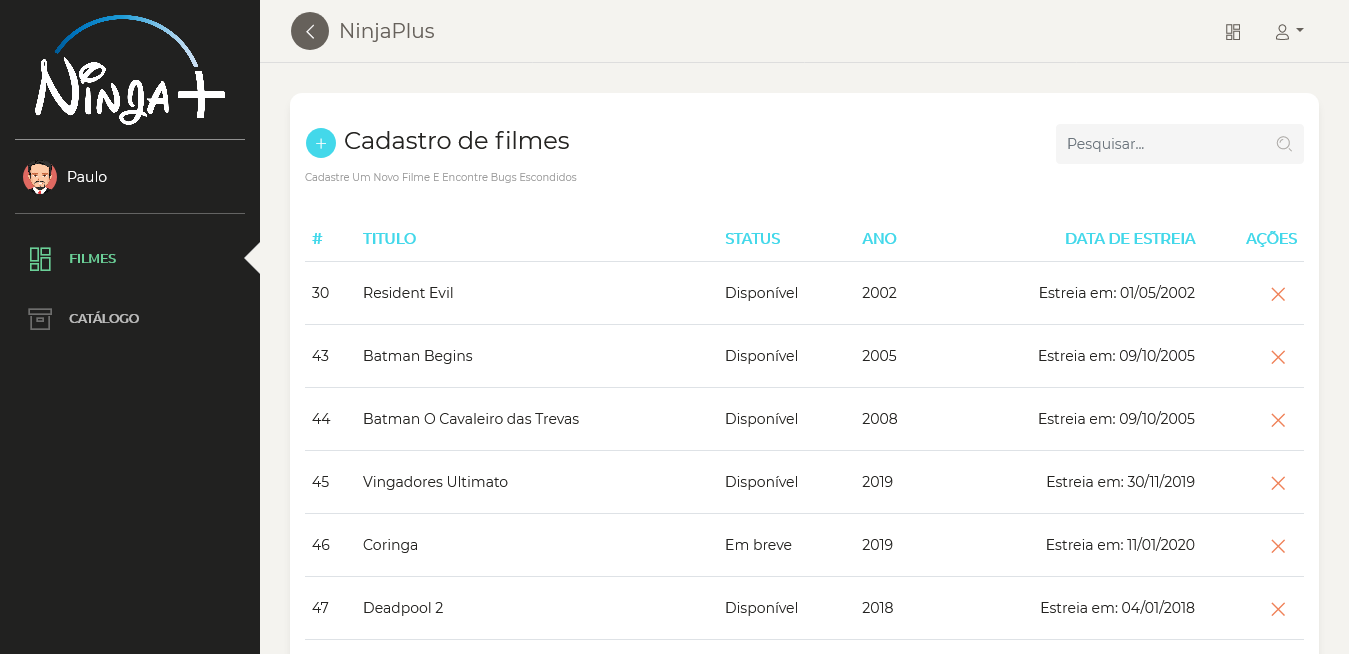 Ninja+
NinjaPlus
Paulo
FILMES
CATÁLOGO
Cadastro de filmes
Pesquisar...
Cadastre Um Novo Filme E Encontre Bugs Escondidos
# TITULO STATUS ANO DATA DE ESTREIA AÇÕES
30 Resident Evil Disponível 2002 Estreia em: 01/05/2002
43 Batman Begins Disponível 2005 Estreia em: 09/10/2005
44 Batman O Cavaleiro das Trevas Disponível 2008 Estreia em: 09/10/2005
45 Vingadores Ultimato Disponível 2019 Estreia em: 30/11/2019
46 Coringa Em breve 2019 Estreia em: 11/01/2020
47 Deadpool 2 Disponível 2018 Estreia em: 04/01/2018